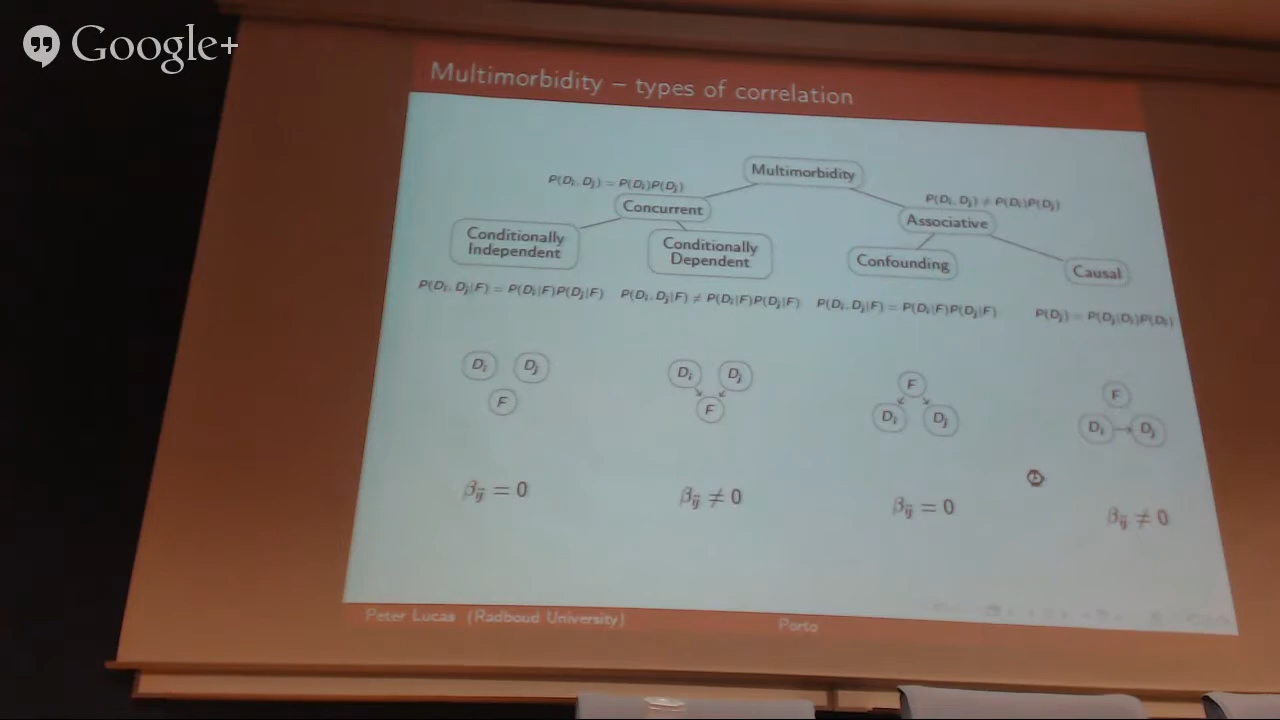 Google+
Multimorbidity – types of correlation
Multimorbidity
P(Di, Dj) = P(Di)P(Dj)
P(Di, Dj) ≠ P(Di)P(Dj)
Concurrent
Associative
Conditionally
Independent
Conditionally
Dependent
Confounding
Causal
P(Di, Dj|F) = P(Di|F)P(Dj|F)
P(Di, Dj|F) ≠ P(Di|F)P(Dj|F)
P(Di, Dj|F) = P(Di|F)P(Dj|F)
P(Dj) = P(Dj|Di)P(Di)
Di Dj
F
Di Dj
F
F
Di Dj
F
Di Dj
βij = 0
βij ≠ 0
βij = 0
βij ≠ 0
Peter Lucas (Radboud University)
Porto